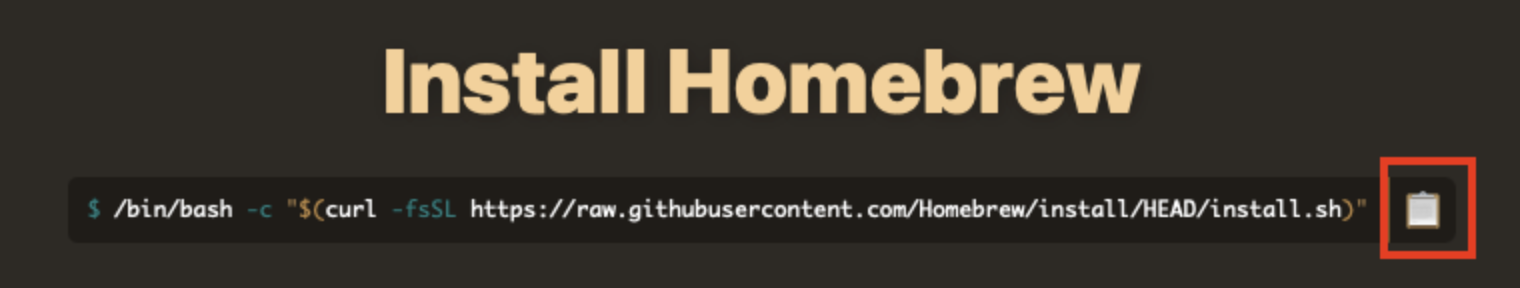 Install Homebrew
$ /bin/bash -c "$(curl -fsSL https://raw.githubusercontent.com/Homebrew/install/HEAD/install.sh)"